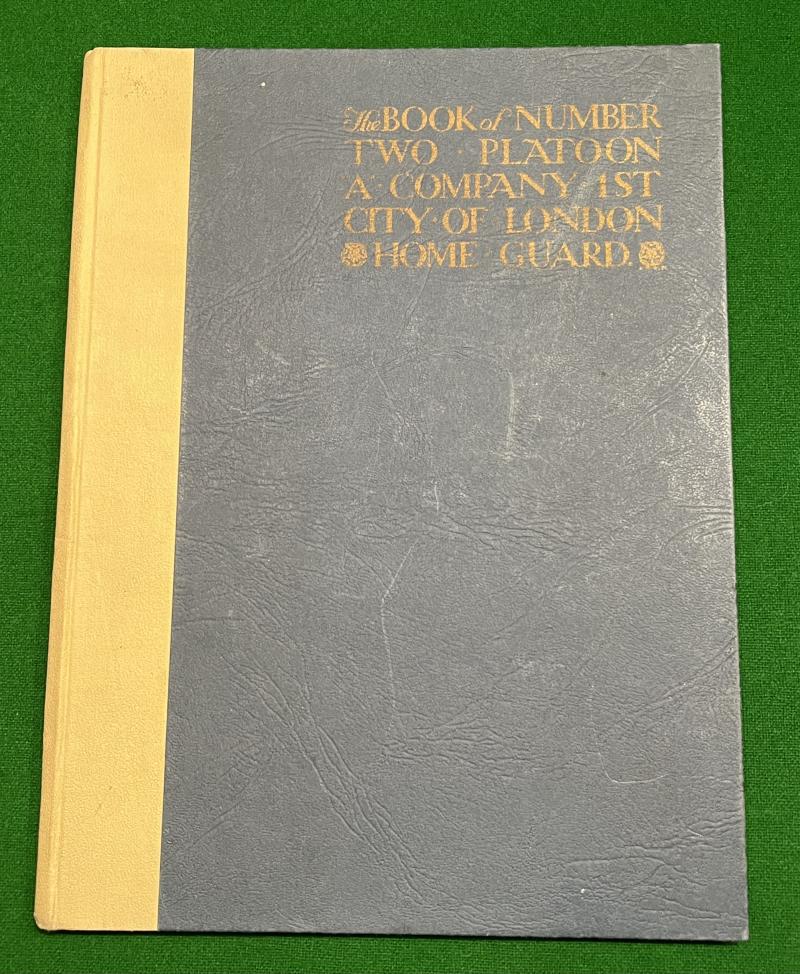 The BOOK of NUMBER
TWO · PLATOON
'A' · COMPANY 1ST
CITY · OF LONDON
HOME · GUARD.